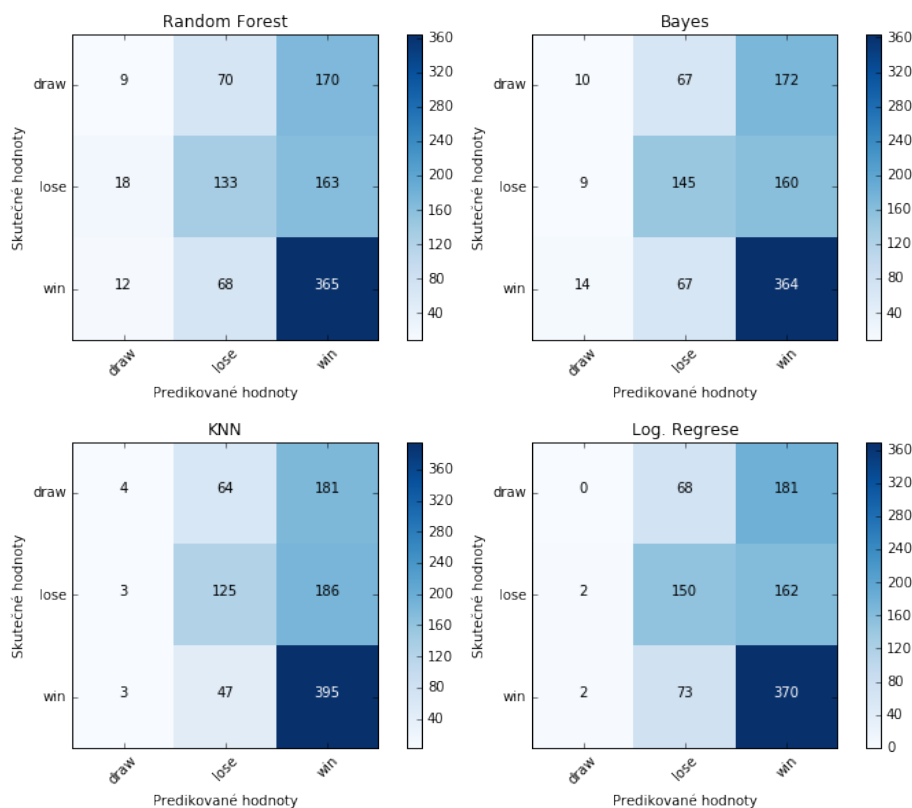 Random Forest
Skutečné hodnoty
draw
lose
win
9 70 170
18 133 163
12 68 365
draw lose win
Predikované hodnoty
360
320
280
240
200
160
120
80
40
Bayes
Skutečné hodnoty
draw
lose
win
10 67 172
9 145 160
14 67 364
draw lose win
Predikované hodnoty
360
320
280
240
200
160
120
80
40
KNN
Skutečné hodnoty
draw
lose
win
4 64 181
3 125 186
3 47 395
draw lose win
Predikované hodnoty
360
320
280
240
200
160
120
80
40
Log. Regrese
Skutečné hodnoty
draw
lose
win
0 68 181
2 150 162
2 73 370
draw lose win
Predikované hodnoty
360
320
280
240
200
160
120
80
40
0